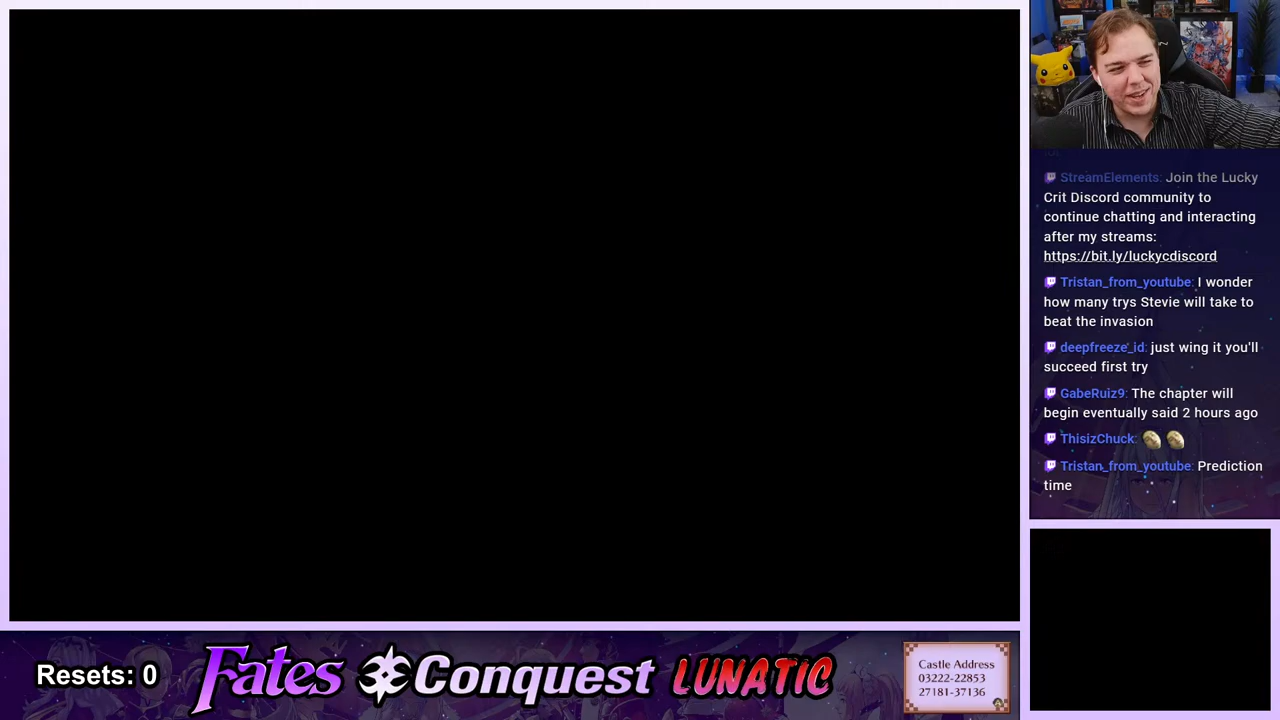 StreamElements: Join the Lucky
Crit Discord community to
continue chatting and interacting
after my streams:
https://bit.ly/luckycdiscord
Tristan_from_youtube: I wonder
how many trys Stevie will take to
beat the invasion
deepfreeze_id: just wing it you'll
succeed first try
GabeRuiz9: The chapter will
begin eventually said 2 hours ago
ThisizChuck:
Tristan_from_youtube: Prediction
time
Resets: 0
Fates Conquest LUNATIC
Castle Address
03222-22853
27181-37136